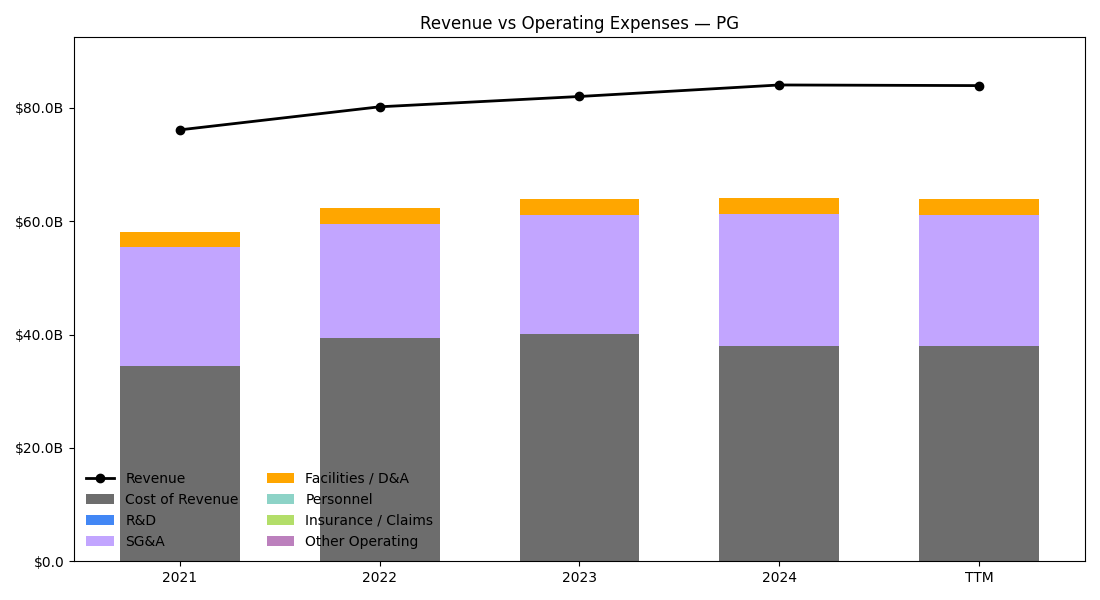 Revenue vs Operating Expenses — PG
$80.0B
$60.0B
$40.0B
$20.0B
$0.0
Revenue
Cost of Revenue
R&D
SG&A
Facilities / D&A
Personnel
Insurance / Claims
Other Operating
2021
2022
2023
2024
TTM